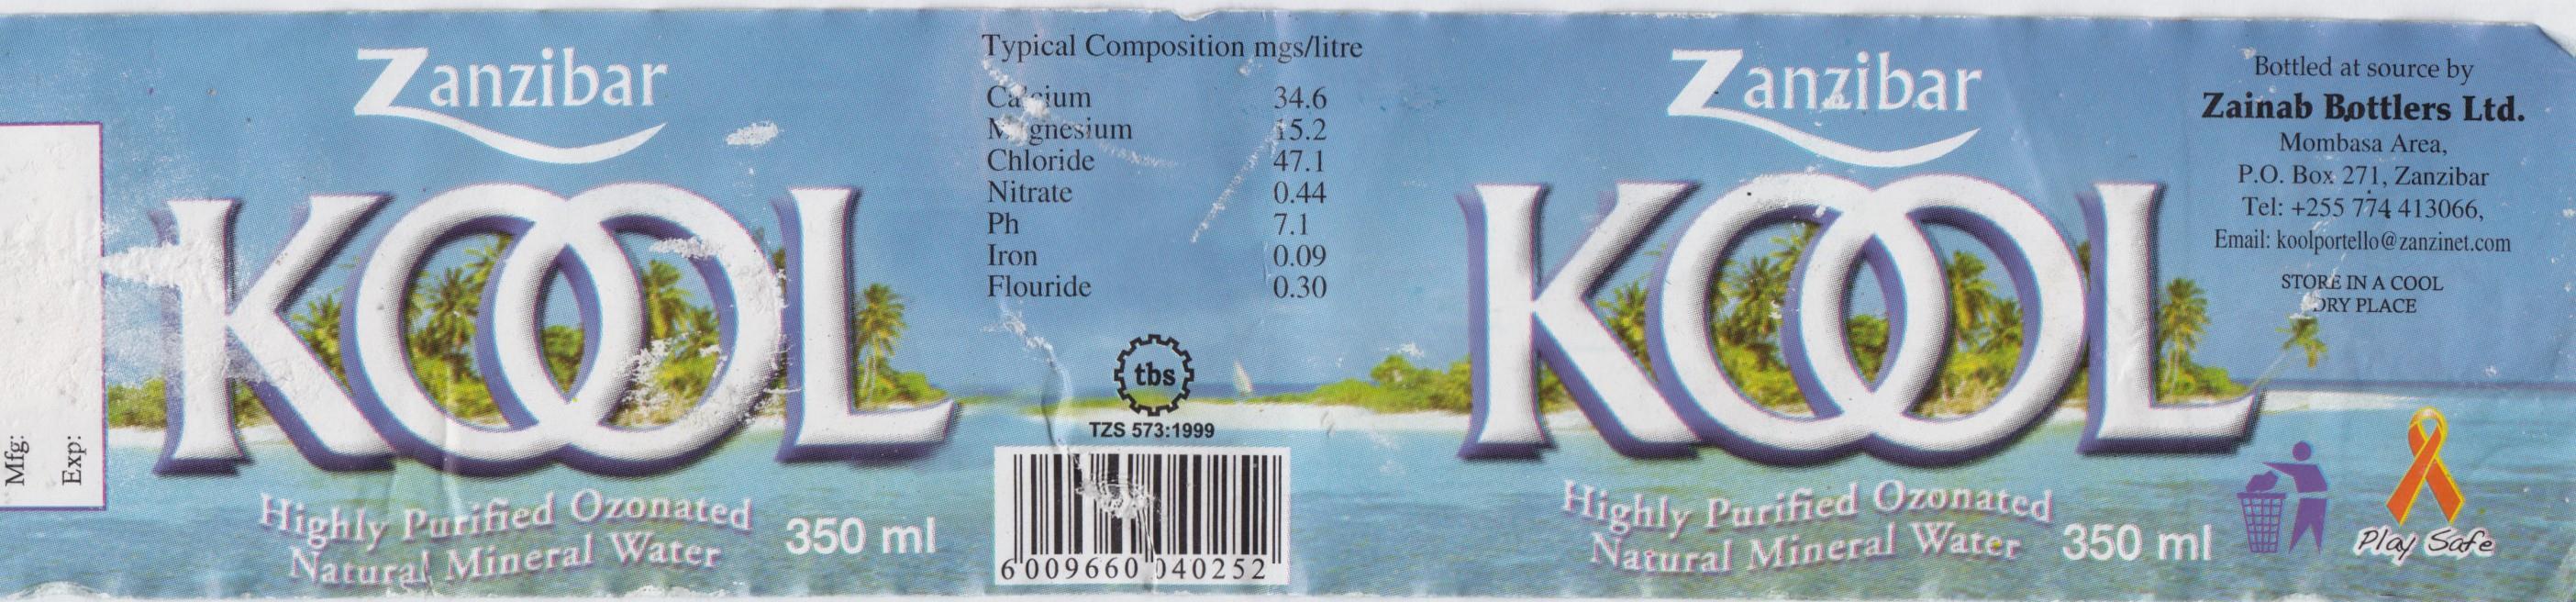 Mfg:
Exp:
Zanzibar
KOOL
Highly Purified Ozonated
Natural Mineral Water
350 ml
Typical Composition mgs/litre
Calcium 34.6
Magnesium 15.2
Chloride 47.1
Nitrate 0.44
Ph 7.1
Iron 0.09
Flouride 0.30
tbs
TZS 573:1999
6 009660 040252
Zanzibar
KOOL
Highly Purified Ozonated
Natural Mineral Water
350 ml
Bottled at source by
Zainab Bottlers Ltd.
Mombasa Area,
P.O. Box 271, Zanzibar
Tel: +255 774 413066,
Email: koolportello@zanzinet.com
STORE IN A COOL
DRY PLACE
Play Safe